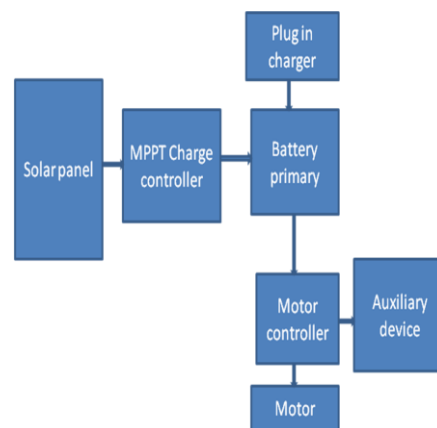 Plug in
charger
Solar panel
MPPT Charge
controller
Battery
primary
Motor
controller
Auxiliary
device
Motor